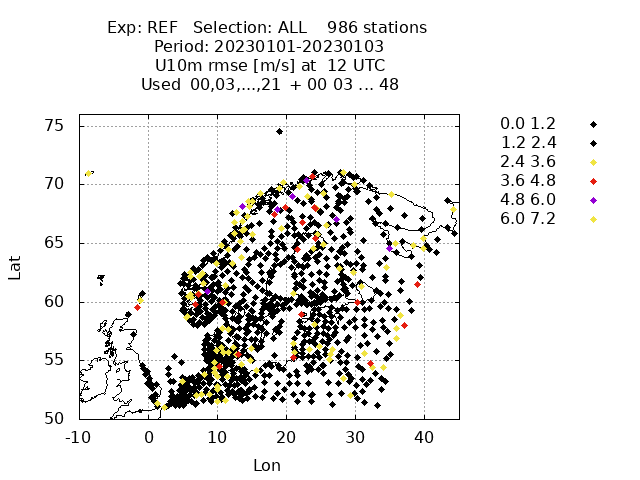 Exp: REF Selection: ALL 986 stations
Period: 20230101-20230103
U10m rmse [m/s] at 12 UTC
Used 00,03,...,21 + 00 03 ... 48
75
70
65
60
55
50
-10 0 10 20 30 40
Lat
Lon
0.0 1.2
1.2 2.4
2.4 3.6
3.6 4.8
4.8 6.0
6.0 7.2